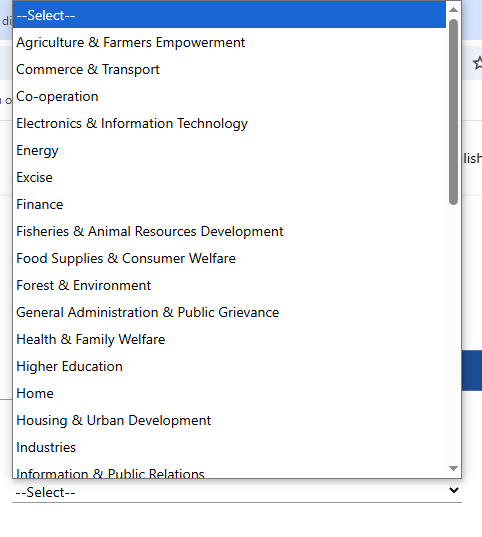 --Select--
Agriculture & Farmers Empowerment
Commerce & Transport
Co-operation
Electronics & Information Technology
Energy
Excise
Finance
Fisheries & Animal Resources Development
Food Supplies & Consumer Welfare
Forest & Environment
General Administration & Public Grievance
Health & Family Welfare
Higher Education
Home
Housing & Urban Development
Industries
Information & Public Relations
--Select--